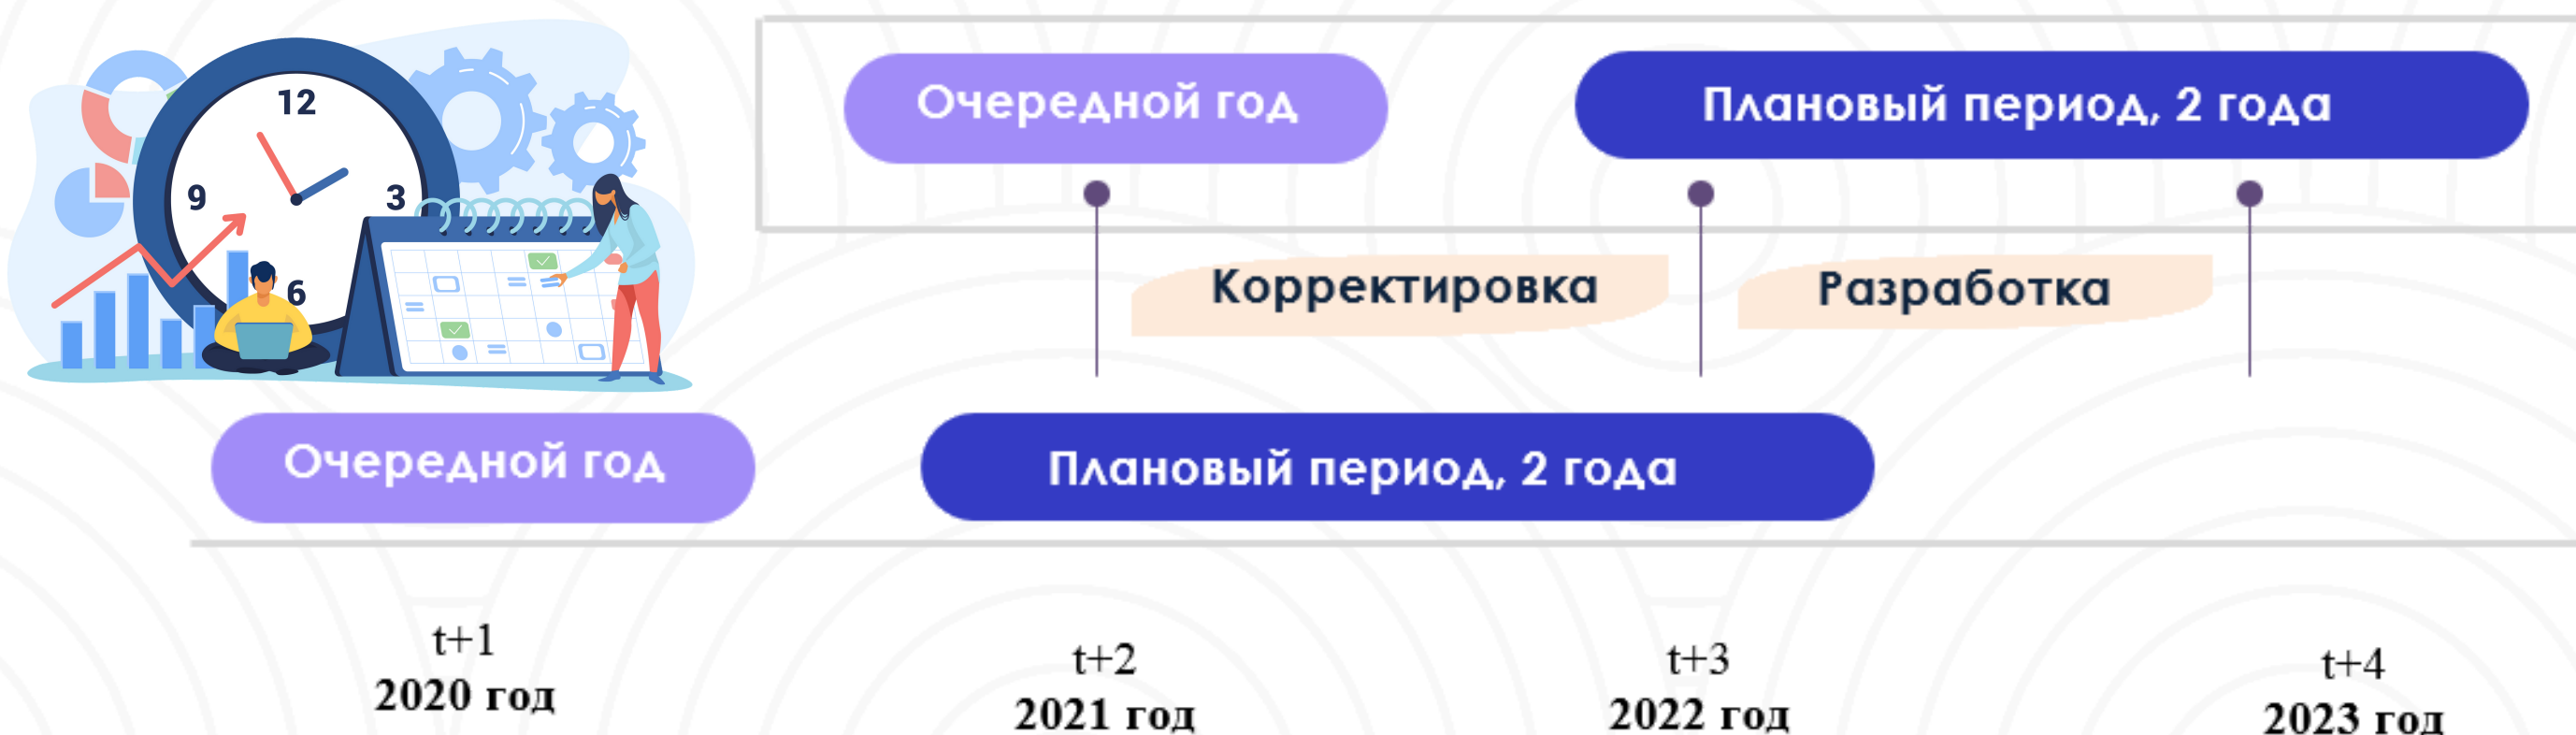 12
9
3
6
Очередной год
Плановый период, 2 года
Корректировка
Разработка
Очередной год
Плановый период, 2 года
t+1
2020 год
t+2
2021 год
t+3
2022 год
t+4
2023 год